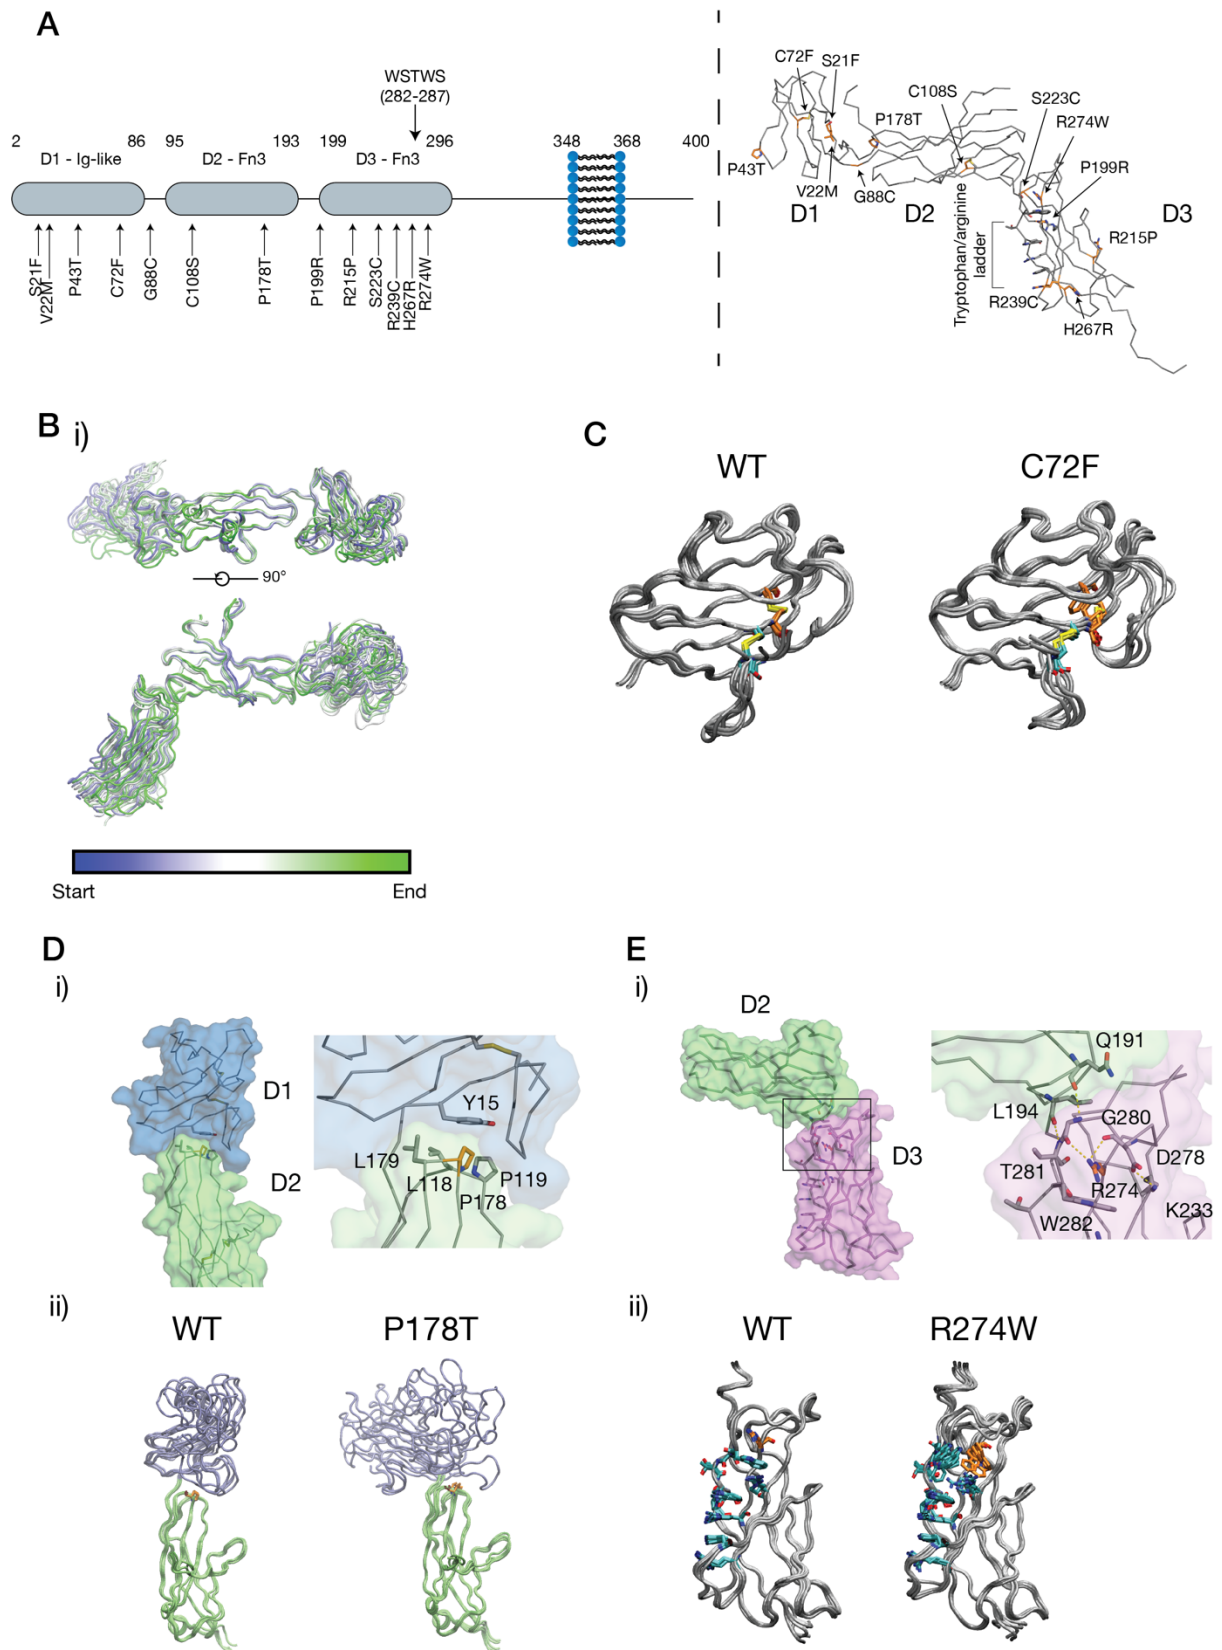 A
WSTWS
(282-287)
2
86
95
193
199
296
348
368
400
D1 - Ig-like
D2 - Fn3
D3 - Fn3
S21F
V22M
P43T
C72F
G88C
C108S
P178T
P199R
R215P
S223C
R239C
H267R
R274W
C72F
S21F
C108S
S223C
P178T
R274W
P43T
P199R
V22M
G88C
D1
D2
D3
R215P
Tryptophan/arginine
ladder
R239C
H267R
B
i)
90°
Start
End
C
WT
C72F
D
i)
D1
D2
Y15
L179
L118
P119
P178
ii)
WT
P178T
E
i)
D2
D3
Q191
L194
G280
T281
D278
R274
W282
K233
ii)
WT
R274W